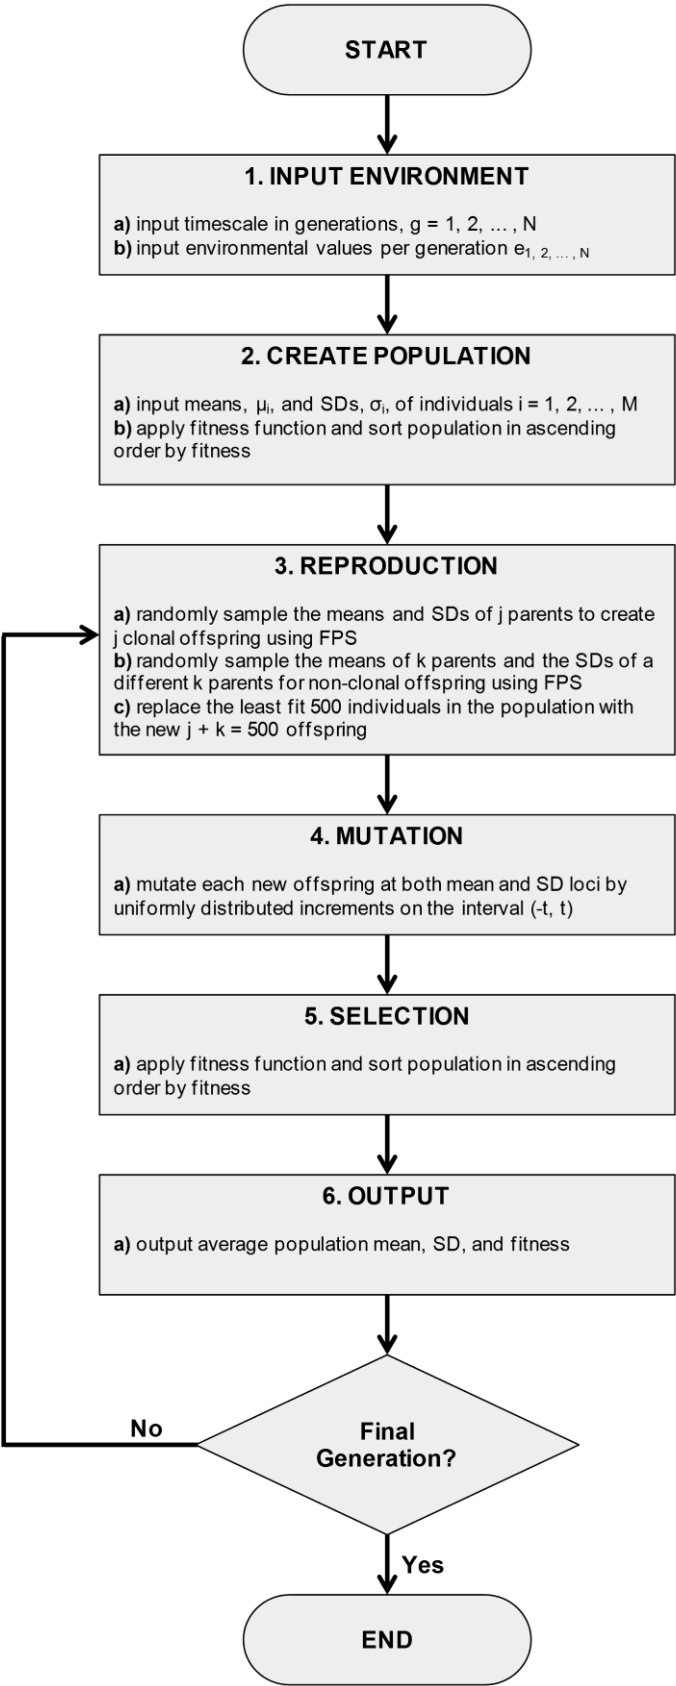 START
1. INPUT ENVIRONMENT
a) input timescale in generations, g = 1, 2, ... , N
b) input environmental values per generation e1, 2, ... , N
2. CREATE POPULATION
a) input means, μi, and SDs, σi, of individuals i = 1, 2, ... , M
b) apply fitness function and sort population in ascending
order by fitness
3. REPRODUCTION
a) randomly sample the means and SDs of j parents to create
j clonal offspring using FPS
b) randomly sample the means of k parents and the SDs of a
different k parents for non-clonal offspring using FPS
c) replace the least fit 500 individuals in the population with
the new j + k = 500 offspring
4. MUTATION
a) mutate each new offspring at both mean and SD loci by
uniformly distributed increments on the interval (-t, t)
5. SELECTION
a) apply fitness function and sort population in ascending
order by fitness
6. OUTPUT
a) output average population mean, SD, and fitness
No
Final
Generation?
Yes
END